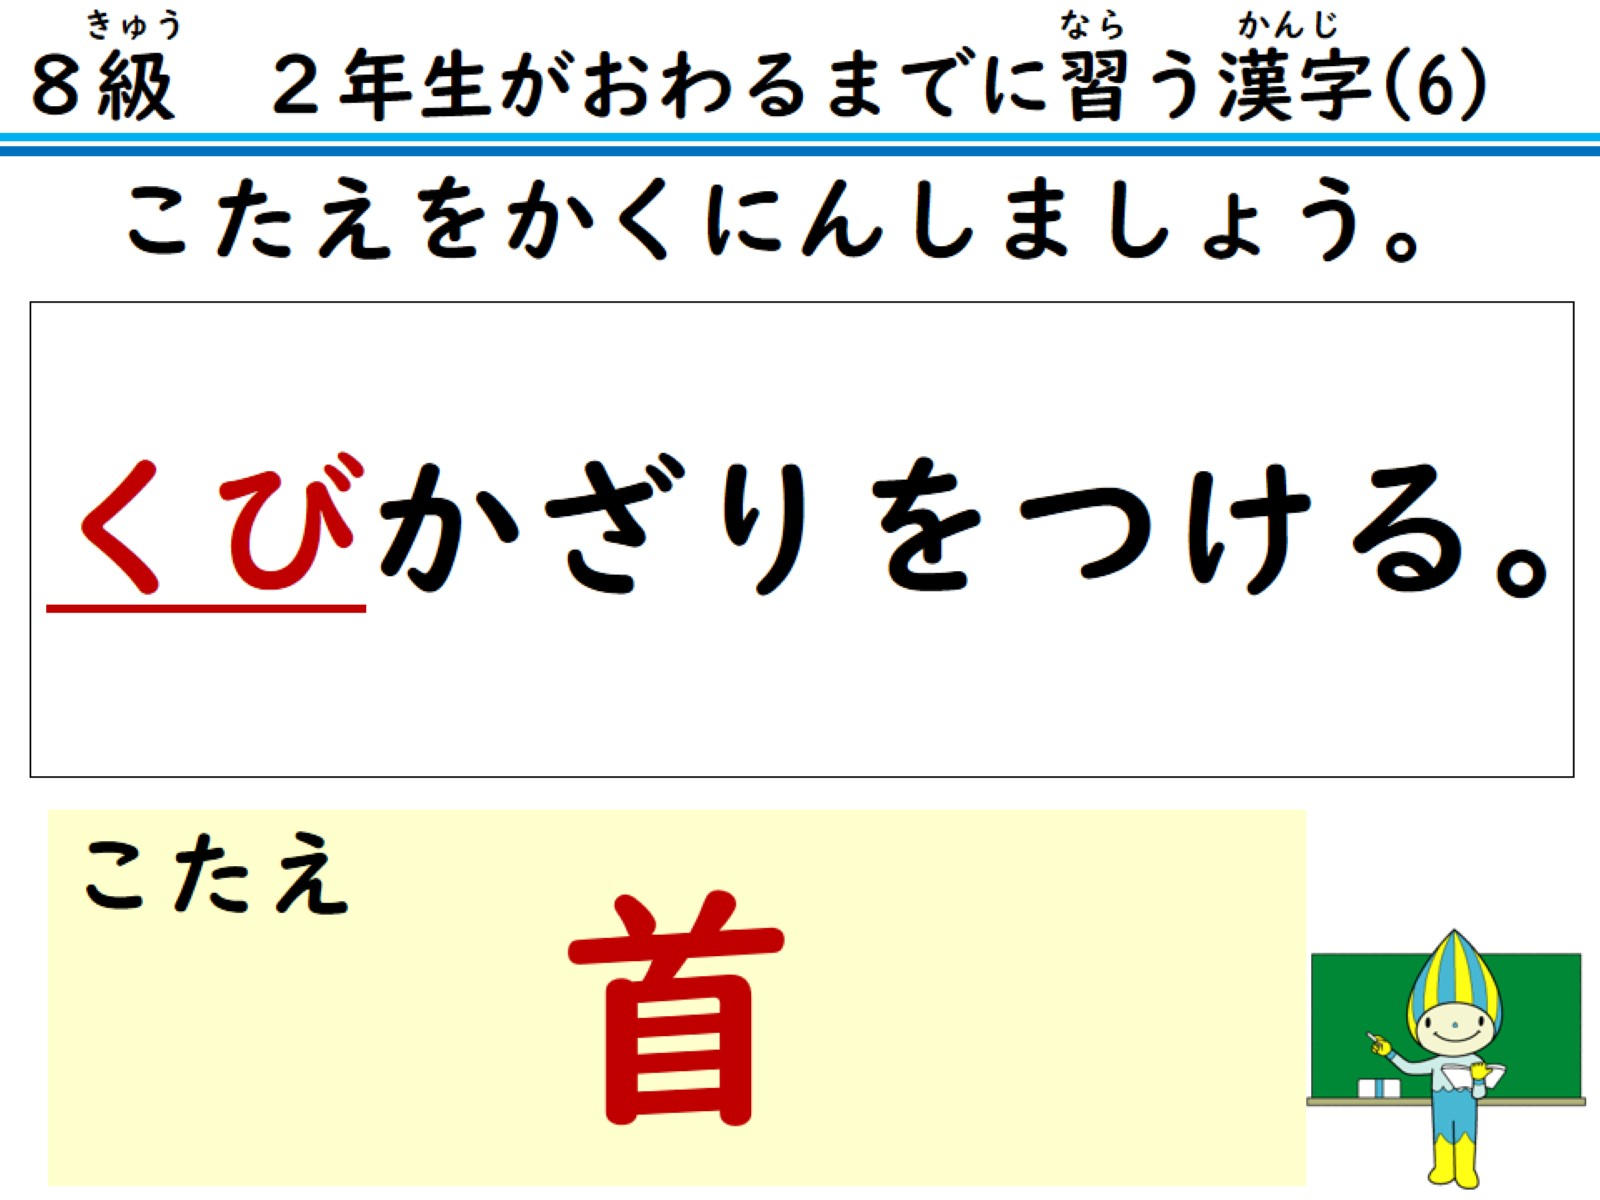 きゅう なら かんじ
８級　２年生がおわるまでに習う漢字(6)
こたえをかくにんしましょう。
くびかざりをつける。
こたえ
首